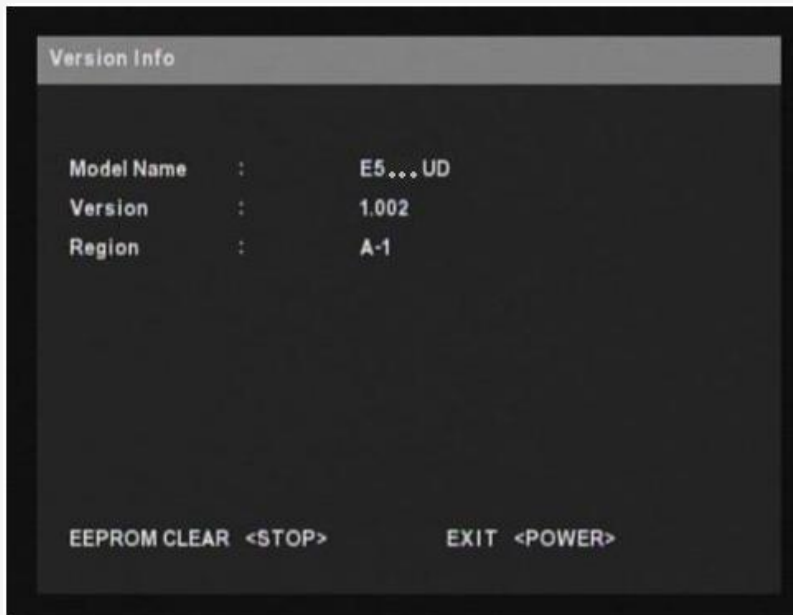 Version Info
Model Name : E5...UD
Version : 1.002
Region : A-1
EEPROM CLEAR <STOP> EXIT <POWER>